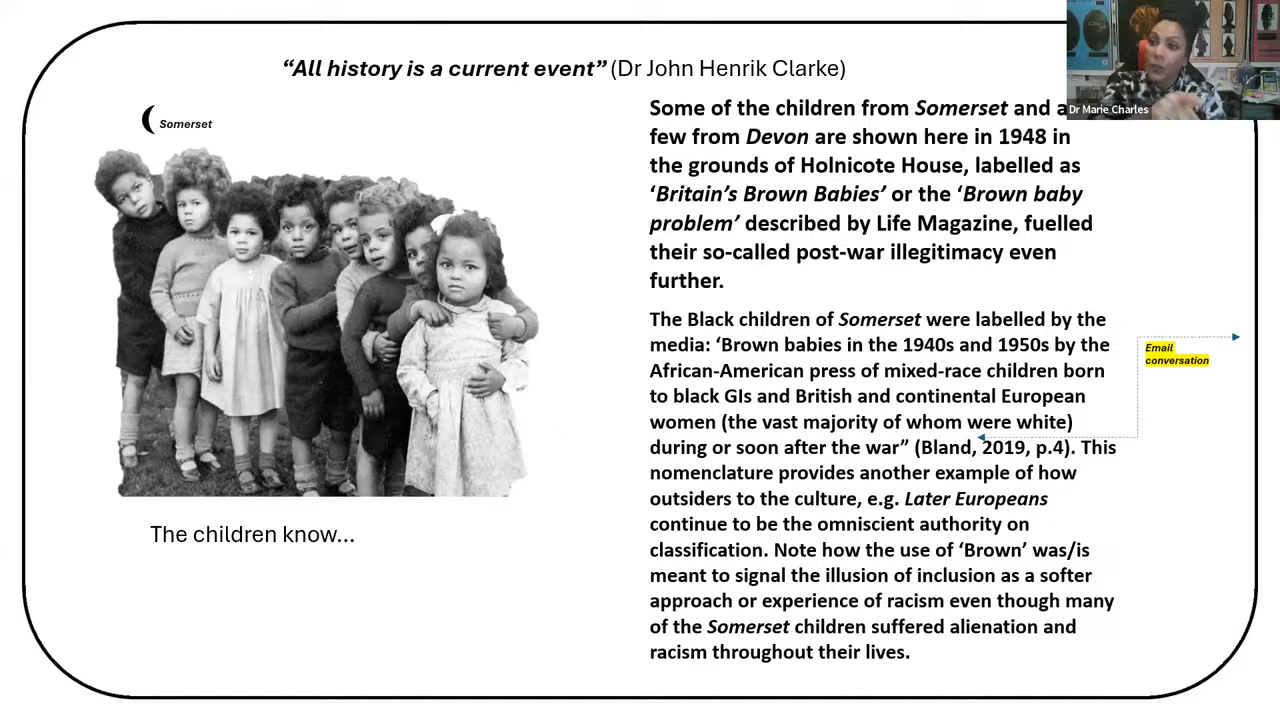 “All history is a current event” (Dr John Henrik Clarke)
Somerset
The children know...
Some of the children from Somerset and a
few from Devon are shown here in 1948 in
the grounds of Holnicote House, labelled as
‘Britain’s Brown Babies’ or the ‘Brown baby
problem’ described by Life Magazine, fuelled
their so-called post-war illegitimacy even
further.
The Black children of Somerset were labelled by the
media: ‘Brown babies in the 1940s and 1950s by the
African-American press of mixed-race children born
to black GIs and British and continental European
women (the vast majority of whom were white)
during or soon after the war” (Bland, 2019, p.4). This
nomenclature provides another example of how
outsiders to the culture, e.g. Later Europeans
continue to be the omniscient authority on
classification. Note how the use of ‘Brown’ was/is
meant to signal the illusion of inclusion as a softer
approach or experience of racism even though many
of the Somerset children suffered alienation and
racism throughout their lives.
Email
conversation
Dr Marie Charles